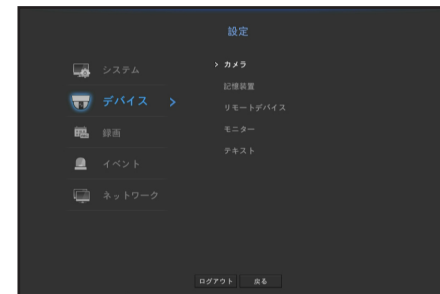 設定
システム
デバイス >
録画
イベント
ネットワーク
> カメラ
記憶装置
リモートデバイス
モニター
テキスト
ログアウト
戻る